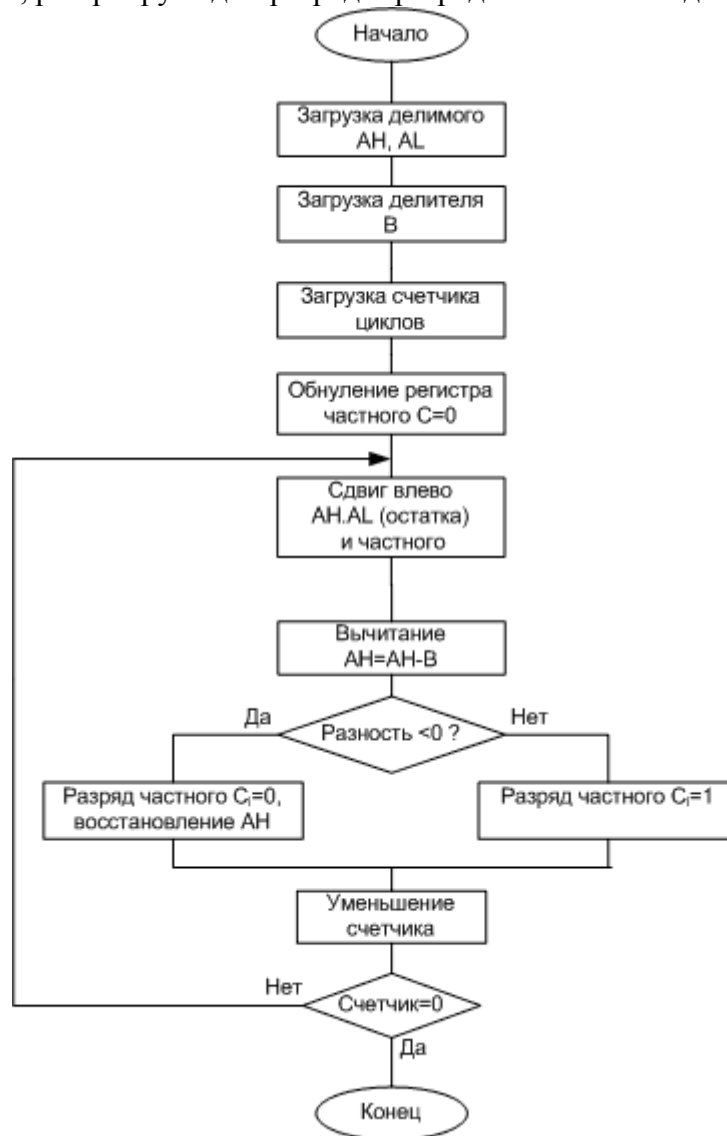 Начало
Загрузка делимого
AH, AL
Загрузка делителя
B
Загрузка счетчика
циклов
Обнуление регистра
частного C=0
Сдвиг влево
AH.AL (остатка)
и частного
Вычитание
AH=AH-B
Да
Разность <0 ?
Нет
Разряд частного Ci=0,
восстановление AH
Разряд частного Ci=1
Уменьшение
счетчика
Нет
Счетчик=0
Да
Конец